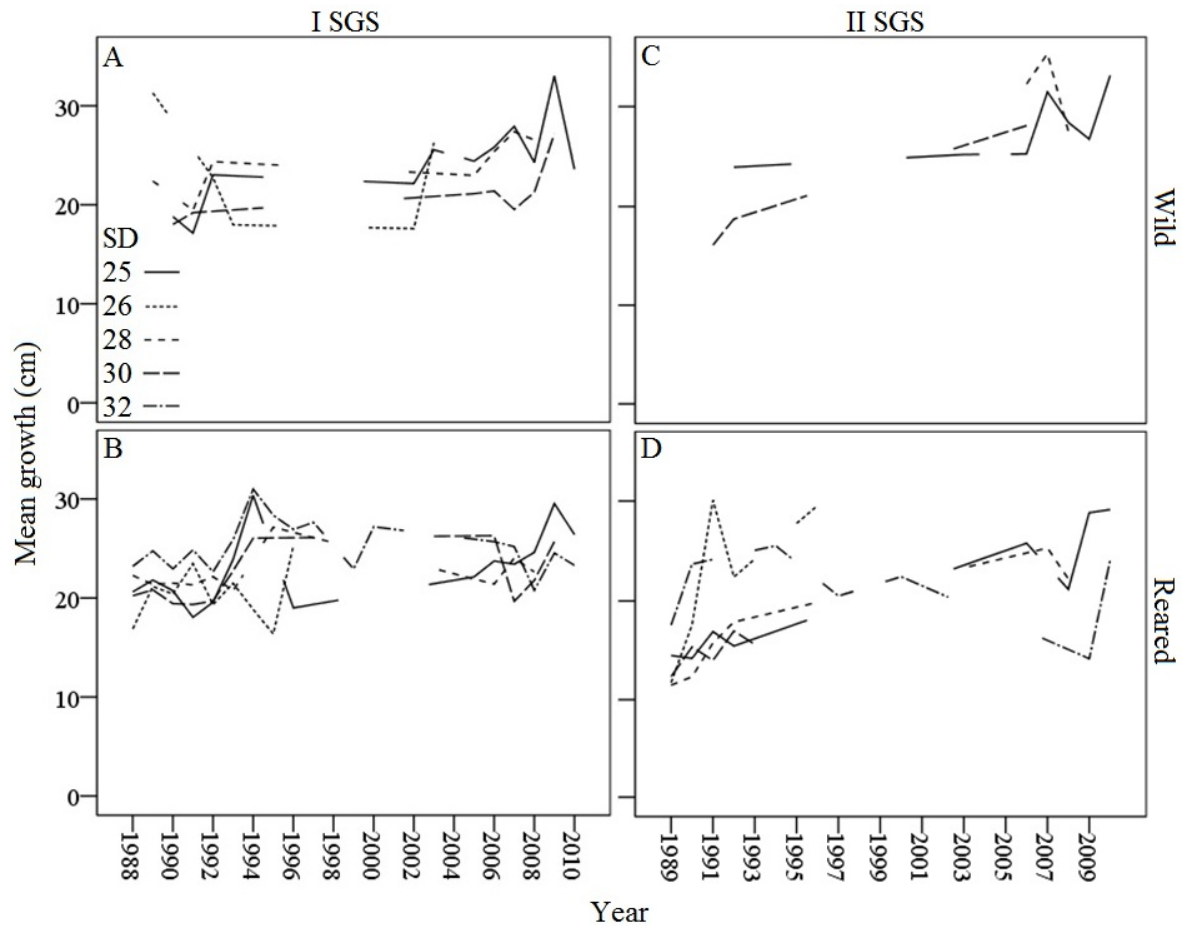 I SGS
II SGS
A
C
30
20
SD
25
26
28
30
32
10
0
Wild
Mean growth (cm)
B
D
30
20
10
0
Reared
1988 1990 1992 1994 1996 1998 2000 2002 2004 2006 2008 2010
1989 1991 1993 1995 1997 1999 2001 2003 2005 2007 2009
Year